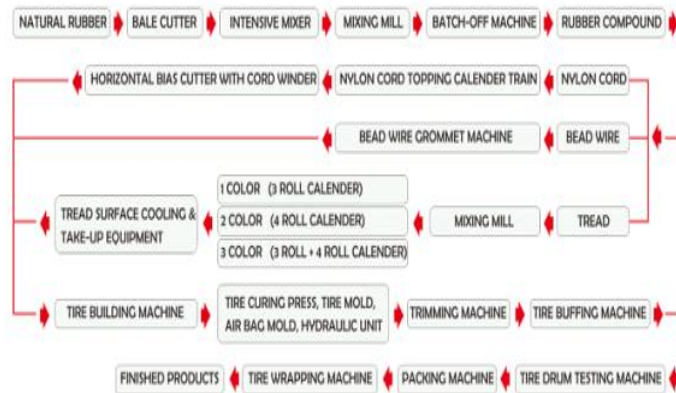 NATURAL RUBBER
BALE CUTTER
INTENSIVE MIXER
MIXING MILL
BATCH-OFF MACHINE
RUBBER COMPOUND
HORIZONTAL BIAS CUTTER WITH CORD WINDER
NYLON CORD TOPPING CALENDER TRAIN
NYLON CORD
BEAD WIRE GROMMET MACHINE
BEAD WIRE
TREAD SURFACE COOLING &
TAKE-UP EQUIPMENT
1 COLOR (3 ROLL CALENDER)
2 COLOR (4 ROLL CALENDER)
3 COLOR (3 ROLL + 4 ROLL CALENDER)
MIXING MILL
TREAD
TIRE BUILDING MACHINE
TIRE CURING PRESS, TIRE MOLD,
AIR BAG MOLD, HYDRAULIC UNIT
TRIMMING MACHINE
TIRE BUFFING MACHINE
FINISHED PRODUCTS
TIRE WRAPPING MACHINE
PACKING MACHINE
TIRE DRUM TESTING MACHINE